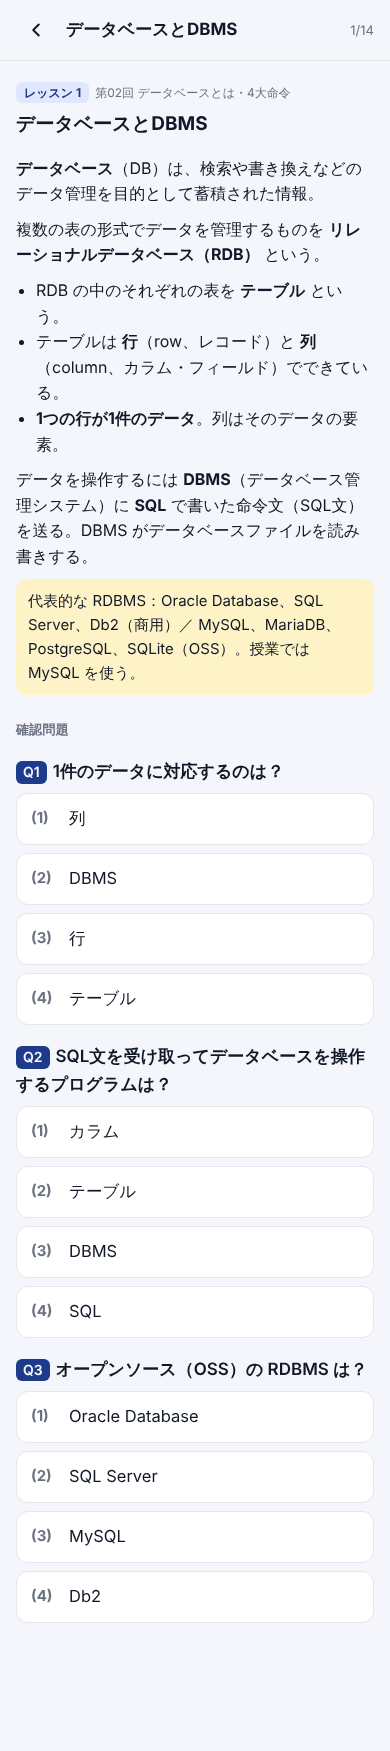 データベースとDBMS
1/14
レッスン 1 第02回 データベースとは・4大命令
データベースとDBMS
データベース（DB）は、検索や書き換えなどの
データ管理を目的として蓄積された情報。
複数の表の形式でデータを管理するものを リレ
ーショナルデータベース（RDB） という。
• RDB の中のそれぞれの表を テーブル とい
う。
• テーブルは 行（row、レコード）と 列
（column、カラム・フィールド）でできてい
る。
• 1つの行が1件のデータ。列はそのデータの要
素。
データを操作するには DBMS（データベース管
理システム）に SQL で書いた命令文（SQL文）
を送る。DBMS がデータベースファイルを読み
書きする。
代表的な RDBMS：Oracle Database、SQL
Server、Db2（商用）／ MySQL、MariaDB、
PostgreSQL、SQLite（OSS）。授業では
MySQL を使う。
確認問題
Q1 1件のデータに対応するのは？
(1) 列
(2) DBMS
(3) 行
(4) テーブル
Q2 SQL文を受け取ってデータベースを操作
するプログラムは？
(1) カラム
(2) テーブル
(3) DBMS
(4) SQL
Q3 オープンソース（OSS）の RDBMS は？
(1) Oracle Database
(2) SQL Server
(3) MySQL
(4) Db2